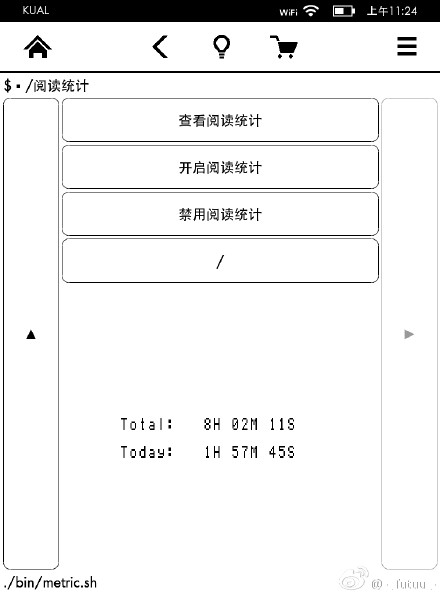 KUAL WiFi 上午11:24
$▪/阅读统计
查看阅读统计
开启阅读统计
禁用阅读统计
/
▲ ▶
Total: 8H 02M 11S
Today: 1H 57M 45S
./bin/metric.sh